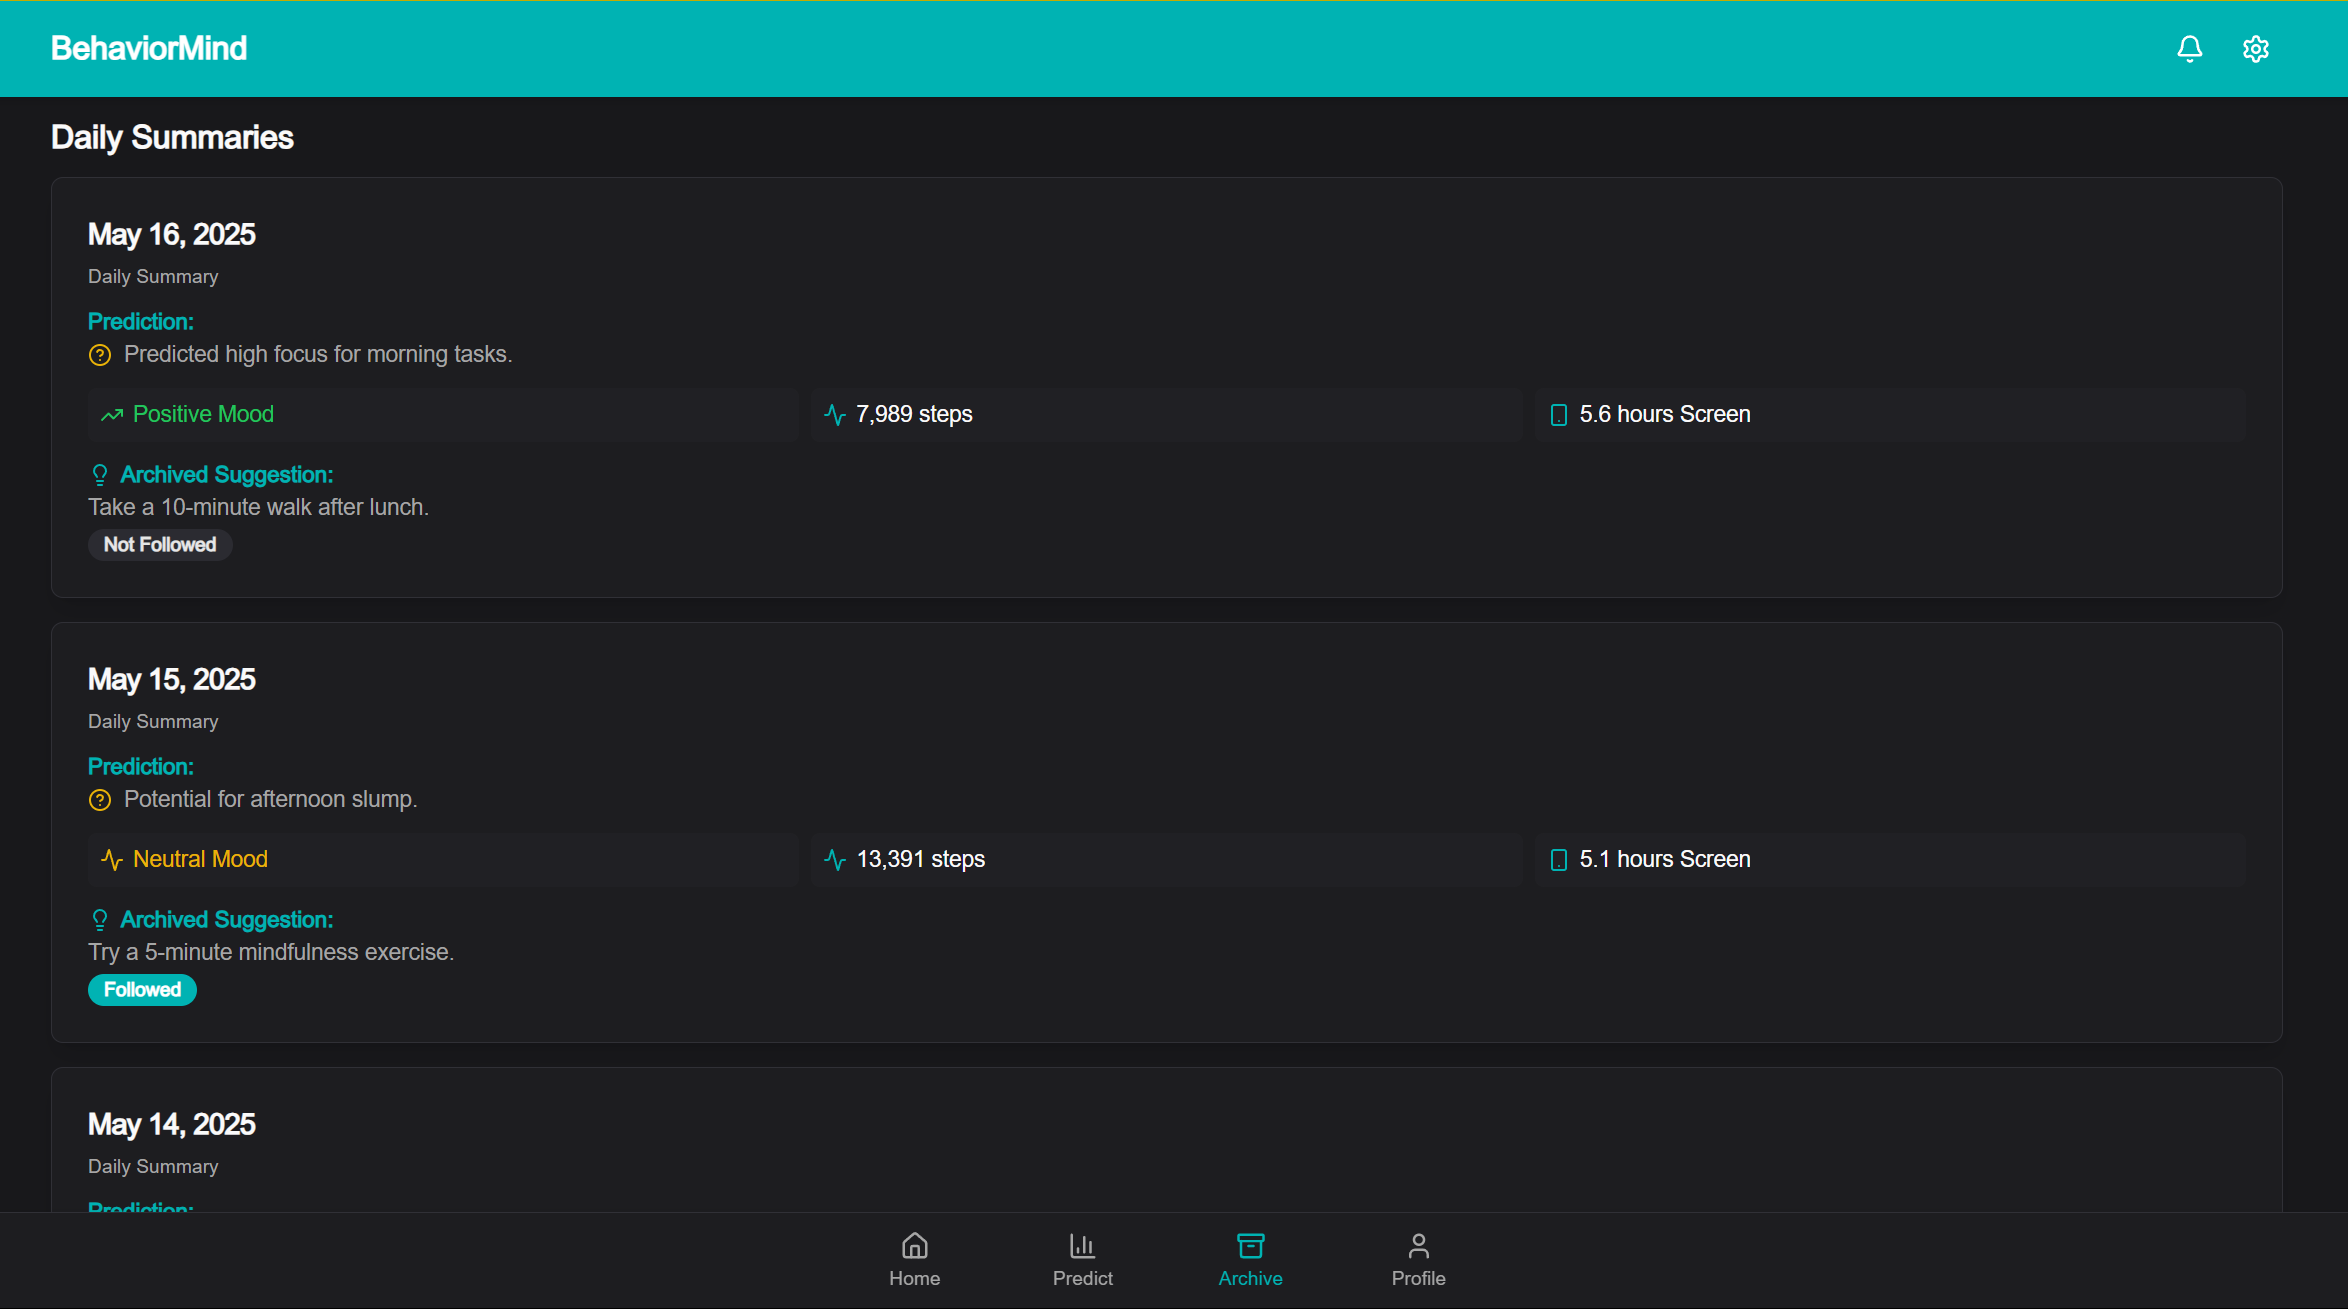 BehaviorMind
Daily Summaries
May 16, 2025
Daily Summary
Prediction:
Predicted high focus for morning tasks.
Positive Mood
7,989 steps
5.6 hours Screen
Archived Suggestion:
Take a 10-minute walk after lunch.
Not Followed
May 15, 2025
Daily Summary
Prediction:
Potential for afternoon slump.
Neutral Mood
13,391 steps
5.1 hours Screen
Archived Suggestion:
Try a 5-minute mindfulness exercise.
Followed
May 14, 2025
Daily Summary
Prediction:
Home
Predict
Archive
Profile